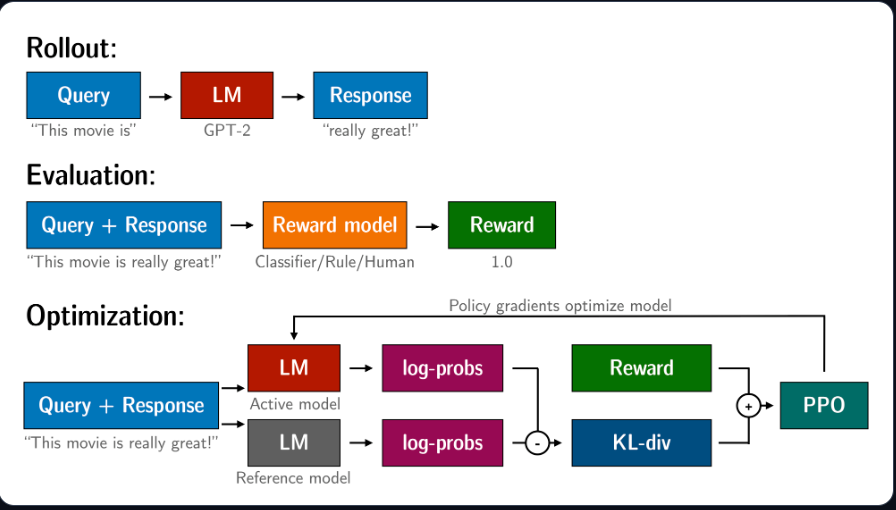 Rollout:
Query
LM
Response
“This movie is”
GPT-2
“really great!”
Evaluation:
Query + Response
Reward model
Reward
“This movie is really great!”
Classifier/Rule/Human
1.0
Policy gradients optimize model
Optimization:
LM
log-probs
Reward
Active model
Query + Response
+
PPO
“This movie is really great!”
LM
log-probs
-
KL-div
Reference model